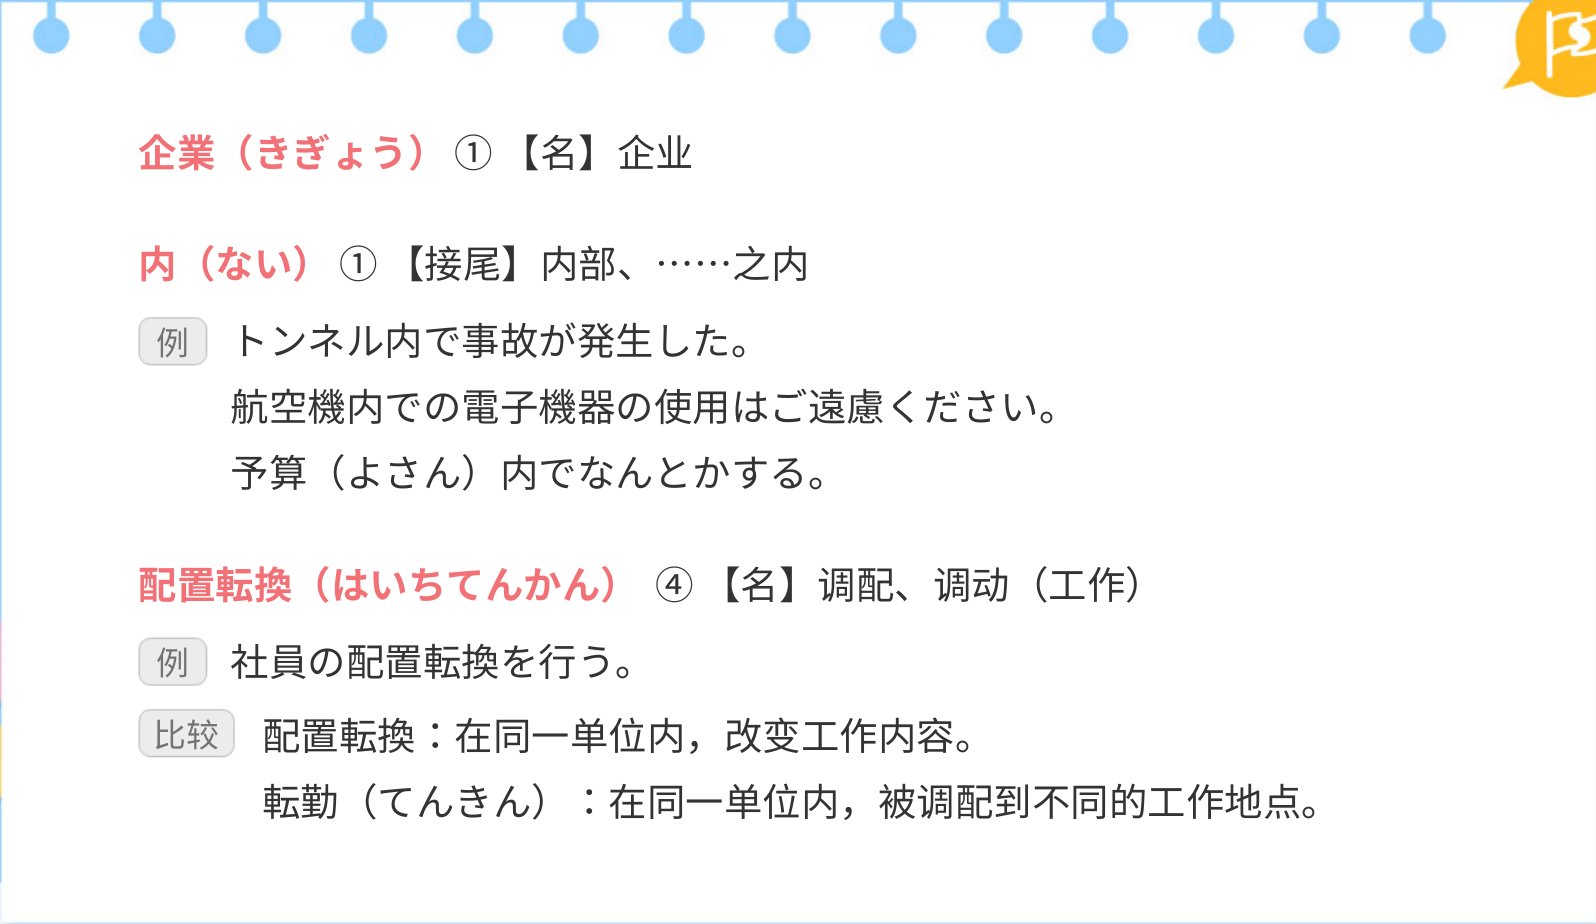 企業（きぎょう）①【名】企业
内（ない）①【接尾】内部、……之内
例 トンネル内で事故が発生した。
航空機内での電子機器の使用はご遠慮ください。
予算（よさん）内でなんとかする。
配置転換（はいちてんかん）④【名】调配、调动（工作）
例 社員の配置転換を行う。
比较 配置転換：在同一单位内，改变工作内容。
転勤（てんきん）：在同一单位内，被调配到不同的工作地点。